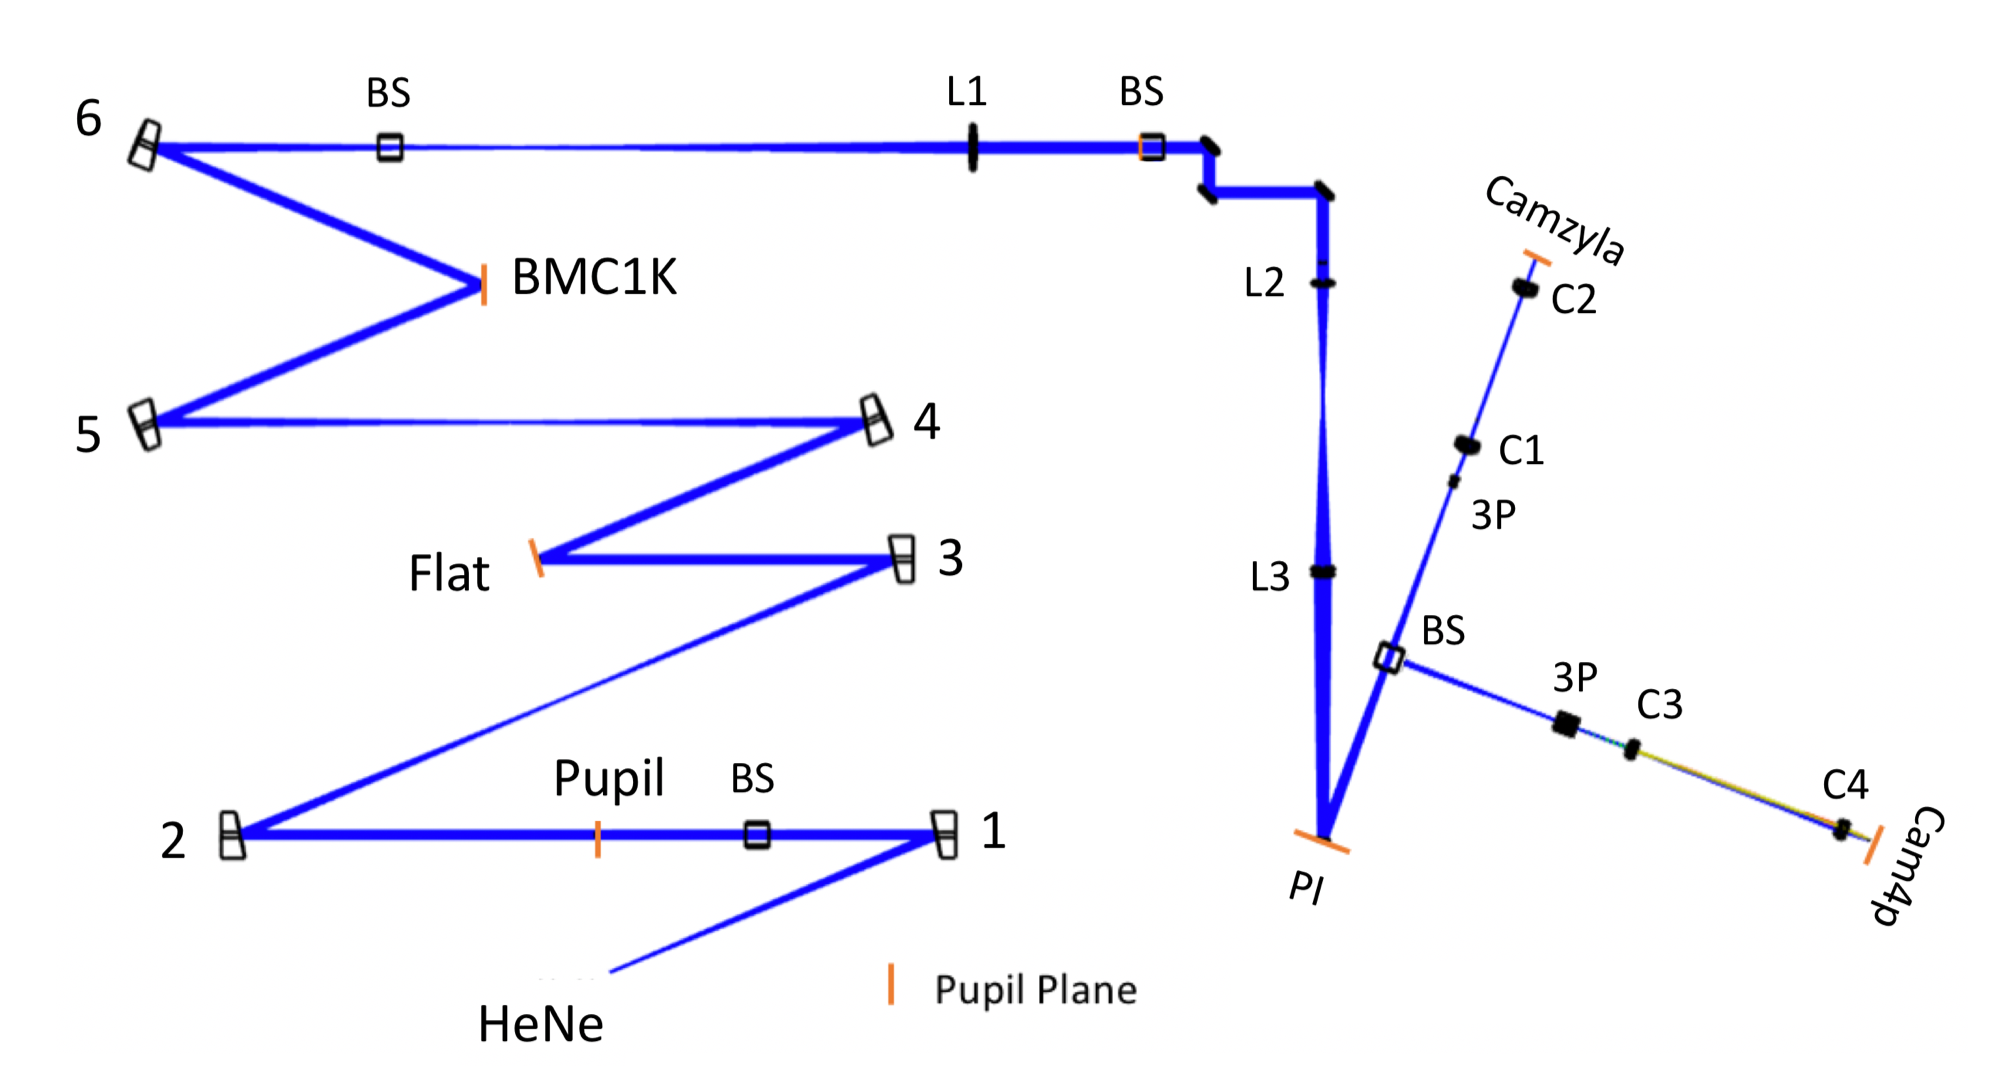 6
BS
L1
BS
Camzyla
BMC1K
L2
C2
5
4
C1
3P
Flat
3
L3
BS
3P
C3
Pupil
BS
C4
2
1
PI
Cam4p
HeNe
Pupil Plane